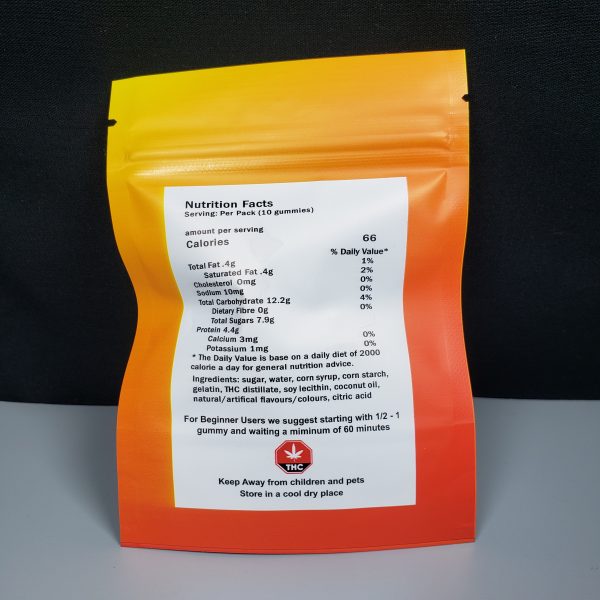 Nutrition Facts
Serving: Per Pack (10 gummies)
amount per serving
Calories 66
% Daily Value*
Total Fat .4g 1%
Saturated Fat .4g 2%
Cholesterol 0mg 0%
Sodium 10mg 0%
Total Carbohydrate 12.2g 4%
Dietary Fibre 0g 0%
Total Sugars 7.9g
Protein 4.4g
Calcium 3mg 0%
Potassium 1mg 0%
* The Daily Value is base on a daily diet of 2000
calorie a day for general nutrition advice.
Ingredients: sugar, water, corn syrup, corn starch,
gelatin, THC distillate, soy lecithin, coconut oil,
natural/artifical flavours/colours, citric acid
For Beginner Users we suggest starting with 1/2 - 1
gummy and waiting a miminum of 60 minutes
THC
Keep Away from children and pets
Store in a cool dry place